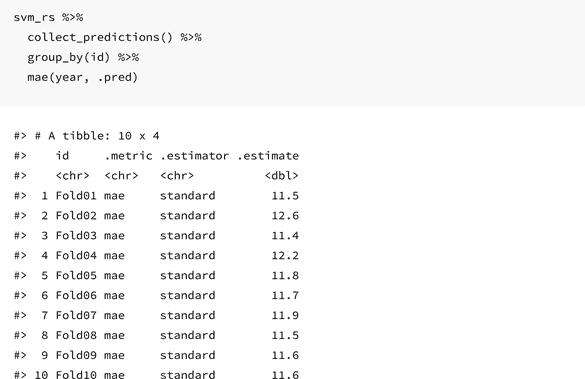 svm_rs %>%
  collect_predictions() %>%
  group_by(id) %>%
  mae(year, .pred)
#> # A tibble: 10 x 4
#>    id     .metric .estimator .estimate
#>    <chr>  <chr>   <chr>          <dbl>
#>  1 Fold01 mae     standard        11.5
#>  2 Fold02 mae     standard        12.6
#>  3 Fold03 mae     standard        11.4
#>  4 Fold04 mae     standard        12.2
#>  5 Fold05 mae     standard        11.8
#>  6 Fold06 mae     standard        11.7
#>  7 Fold07 mae     standard        11.9
#>  8 Fold08 mae     standard        11.5
#>  9 Fold09 mae     standard        11.6
#> 10 Fold10 mae     standard        11.6